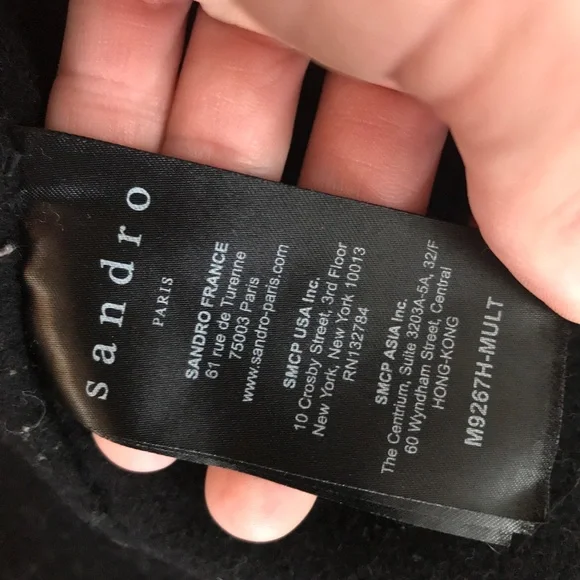 sandro
PARIS
SANDRO FRANCE
61 rue de Turenne
75003 Paris
www.sandro-paris.com
SMCP USA Inc.
10 Crosby Street, 3rd Floor
New York, New York 10013
RN132784
SMCP ASIA Inc.
The Centrium, Suite 3203A-5A, 32/F
60 Wyndham Street, Central
HONG-KONG
M9267H-MULT